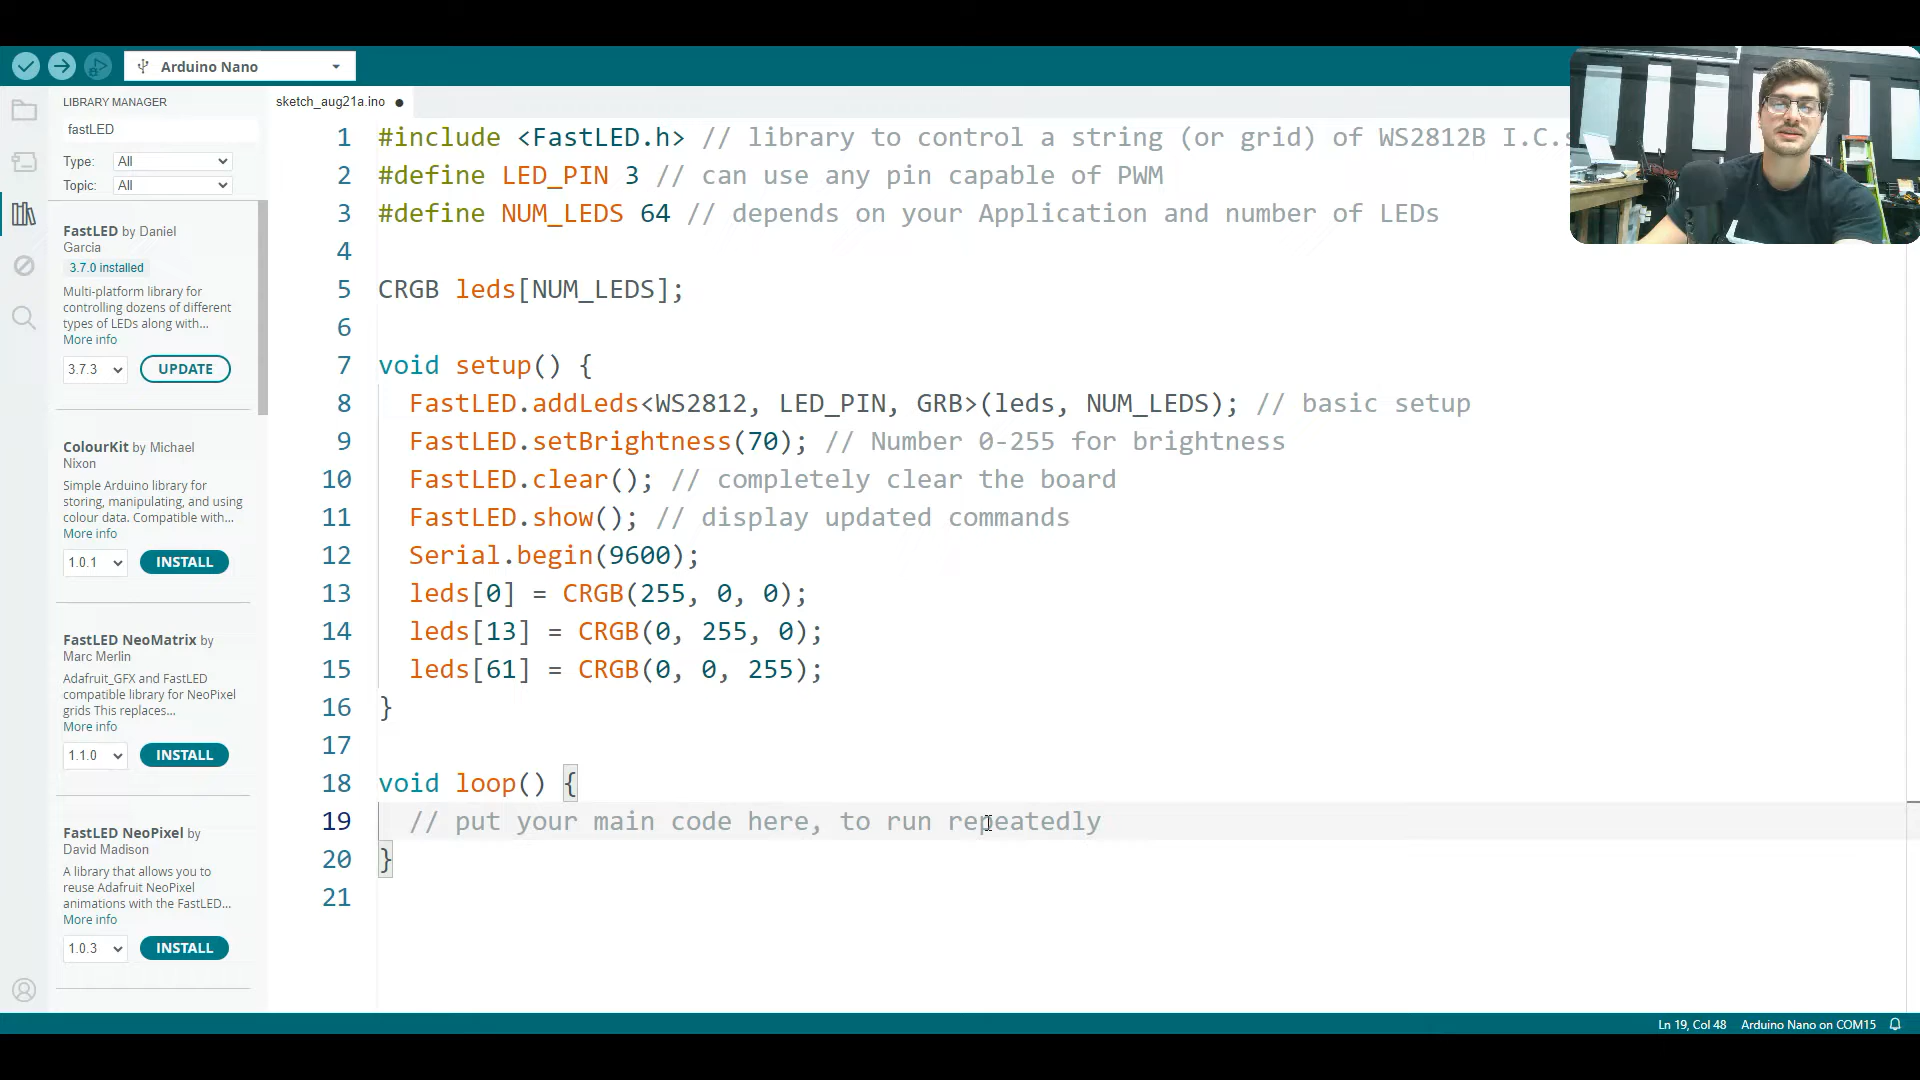 Arduino Nano
LIBRARY MANAGER
fastLED
Type: All
Topic: All
FastLED by Daniel
Garcia
3.7.0 installed
Multi-platform library for
controlling dozens of different
types of LEDs along with...
More info
3.7.3 UPDATE
ColourKit by Michael
Nixon
Simple Arduino library for
storing, manipulating, and using
colour data. Compatible with...
More info
1.0.1 INSTALL
FastLED NeoMatrix by
Marc Merlin
Adafruit_GFX and FastLED
compatible library for NeoPixel
grids This replaces...
More info
1.1.0 INSTALL
FastLED NeoPixel by
David Madison
A library that allows you to
reuse Adafruit NeoPixel
animations with the FastLED...
More info
1.0.3 INSTALL
sketch_aug21a.ino
1 #include <FastLED.h> // library to control a string (or grid) of WS2812B I.C.s
2 #define LED_PIN 3 // can use any pin capable of PWM
3 #define NUM_LEDS 64 // depends on your Application and number of LEDs
4
5 CRGB leds[NUM_LEDS];
6
7 void setup() {
8 FastLED.addLeds<WS2812, LED_PIN, GRB>(leds, NUM_LEDS); // basic setup
9 FastLED.setBrightness(70); // Number 0-255 for brightness
10 FastLED.clear(); // completely clear the board
11 FastLED.show(); // display updated commands
12 Serial.begin(9600);
13 leds[0] = CRGB(255, 0, 0);
14 leds[13] = CRGB(0, 255, 0);
15 leds[61] = CRGB(0, 0, 255);
16 }
17
18 void loop() {
19 // put your main code here, to run repeatedly
20 }
21
Ln 19, Col 48 Arduino Nano on COM15